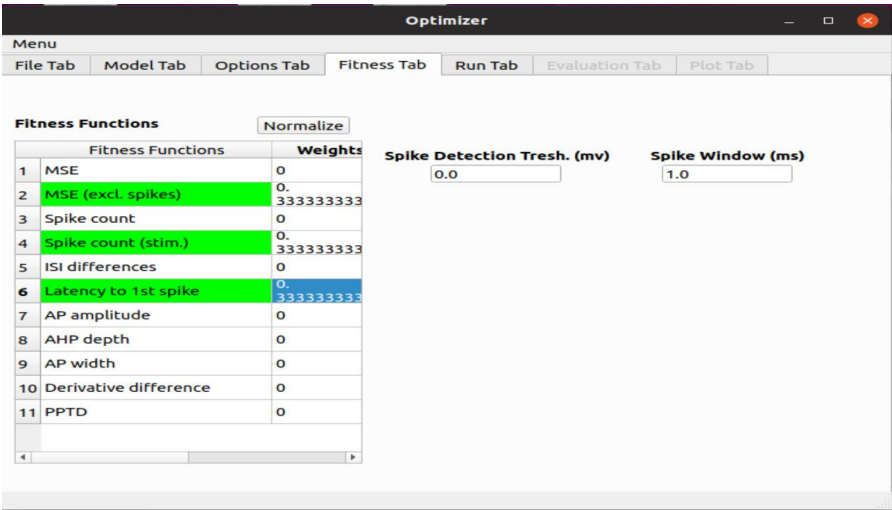 Optimizer
Menu
File Tab Model Tab Options Tab Fitness Tab Run Tab Evaluation Tab Plot Tab
Fitness Functions Normalize
Fitness Functions Weights
Spike Detection Tresh. (mv) Spike Window (ms)
0.0 1.0
1 MSE 0
2 MSE (excl. spikes) 0.
333333333
3 Spike count 0
4 Spike count (stim.) 0.
333333333
5 ISI differences 0
6 Latency to 1st spike 0.
333333333
7 AP amplitude 0
8 AHP depth 0
9 AP width 0
10 Derivative difference 0
11 PPTD 0